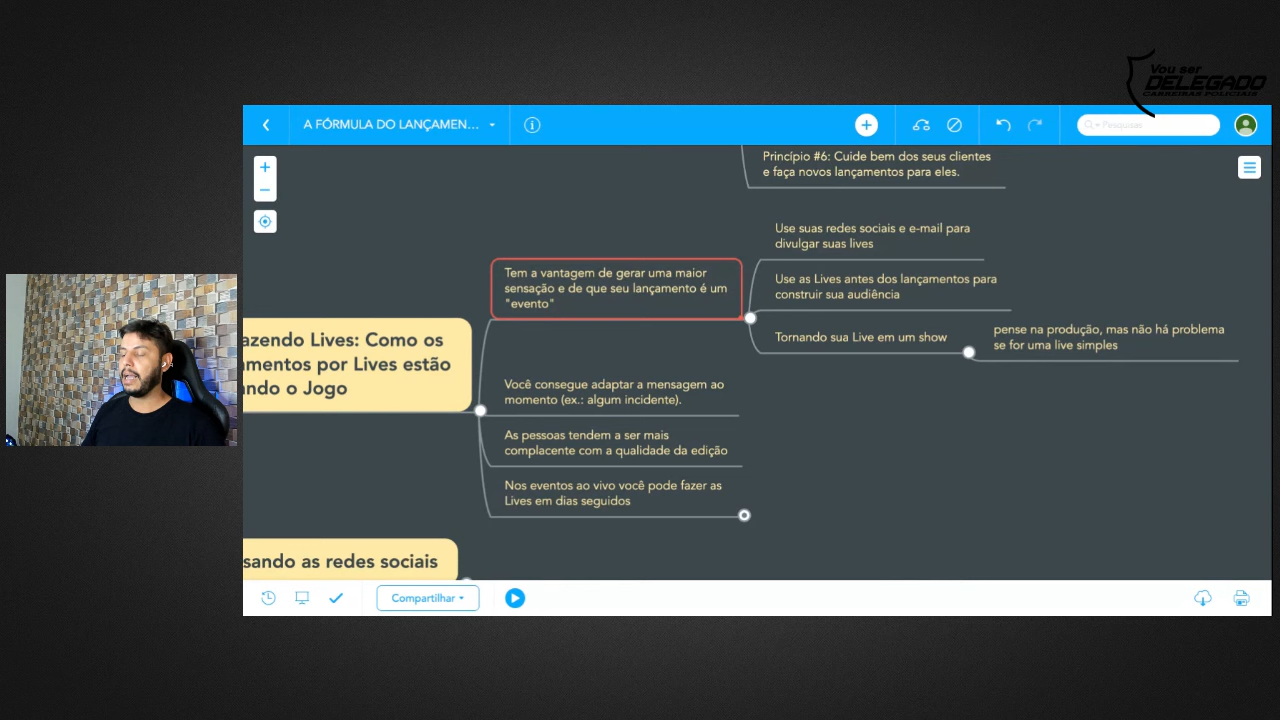 Vou ser
DELEGADO
CARREIRAS POLICIAIS
A FÓRMULA DO LANÇAMEN...
Pesquisas
Princípio #6: Cuide bem dos seus clientes
e faça novos lançamentos para eles.
Use suas redes sociais e e-mail para
divulgar suas lives
Tem a vantagem de gerar uma maior
sensação e de que seu lançamento é um
"evento"
Use as Lives antes dos lançamentos para
construir sua audiência
Tornando sua Live em um show
pense na produção, mas não há problema
se for uma live simples
azendo Lives: Como os
amentos por Lives estão
ando o Jogo
Você consegue adaptar a mensagem ao
momento (ex.: algum incidente).
As pessoas tendem a ser mais
complacente com a qualidade da edição
Nos eventos ao vivo você pode fazer as
Lives em dias seguidos
sando as redes sociais
Compartilhar